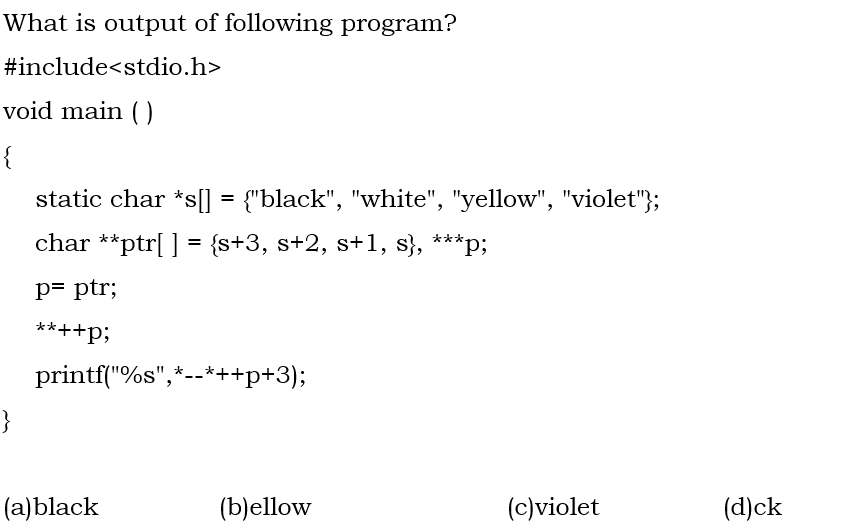 What is output of following program?
#include<stdio.h>
void main ( )
{
static char *s[] = {"black", "white", "yellow", "violet"};
char **ptr[ ] = {s+3, s+2, s+1, s}, ***p;
p= ptr;
**++p;
printf("%s",*--*++p+3);
}
(a)black (b)ellow (c)violet (d)ck